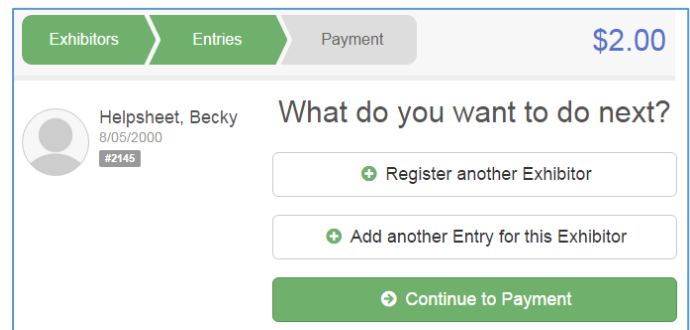 Exhibitors Entries Payment $2.00
Helpsheet, Becky
8/05/2000
#2145
What do you want to do next?
Register another Exhibitor
Add another Entry for this Exhibitor
Continue to Payment